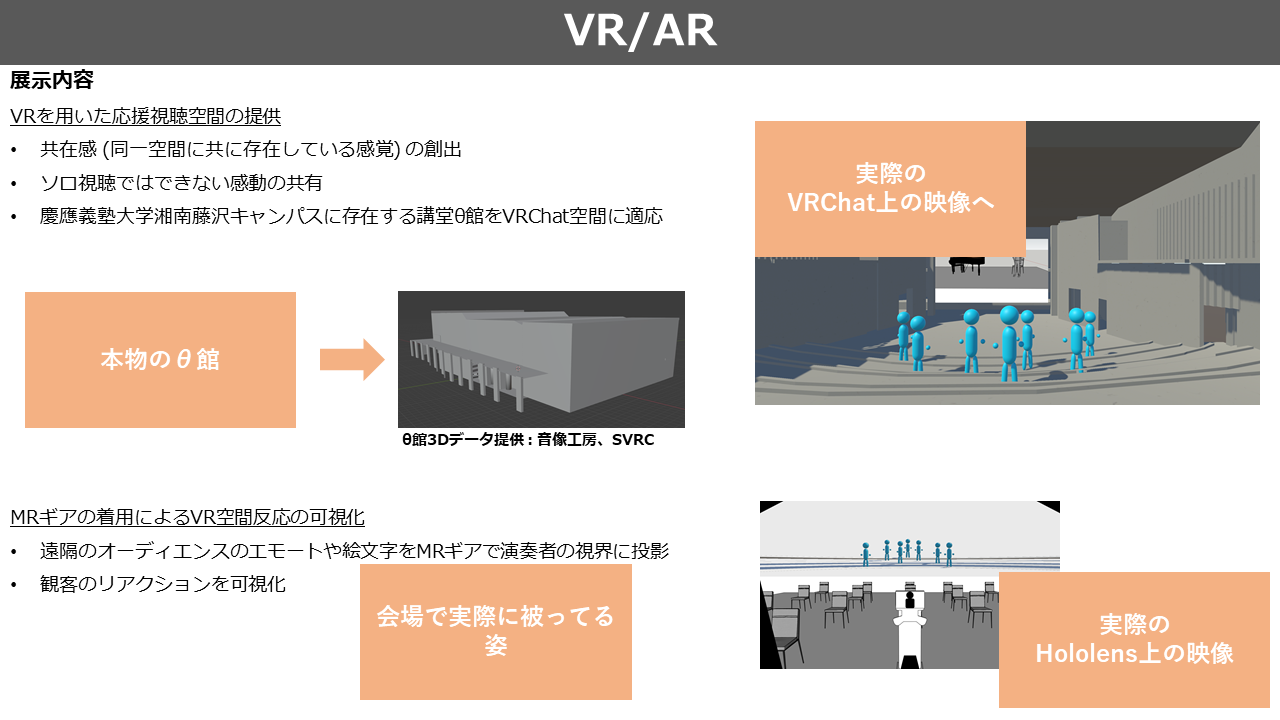 VR/AR
展示内容
VRを用いた応援視聴空間の提供
• 共在感 (同一空間に共に存在している感覚) の創出
• ソロ視聴ではできない感動の共有
• 慶應義塾大学湘南藤沢キャンパスに存在する講堂θ館をVRChat空間に適応
実際の
VRChat上の映像へ
本物のθ館
θ館3Dデータ提供：音像工房、SVRC
MRギアの着用によるVR空間反応の可視化
• 遠隔のオーディエンスのエモートや絵文字をMRギアで演奏者の視界に投影
• 観客のリアクションを可視化
会場で実際に被ってる
姿
実際の
Hololens上の映像